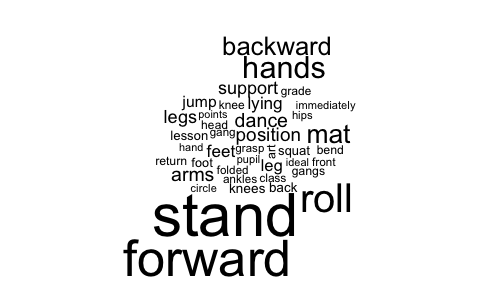 backward
hands
support grade
jump knee lying immediately
legs points dance hips
head
lesson gang position mat
hand feet grasp art squat bend
return foot pupil leg ideal front
arms folded ankles class gangs
circle knees back
roll
stand
forward